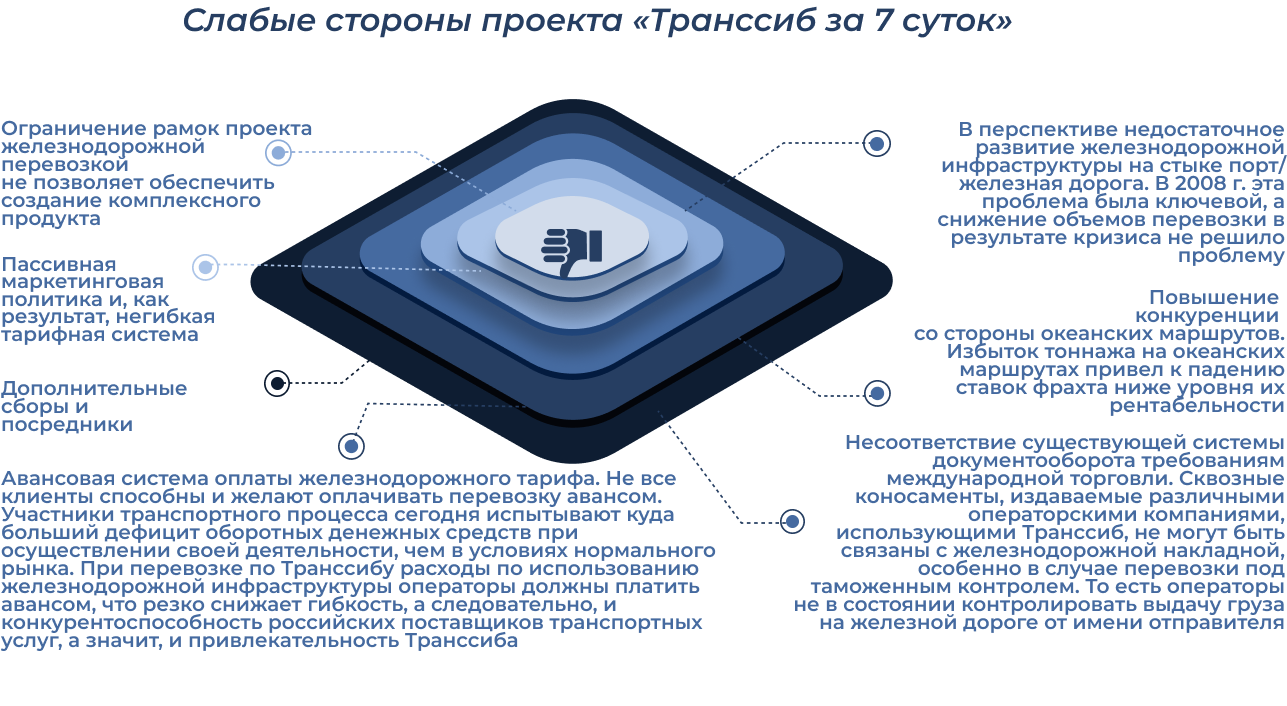 Слабые стороны проекта «Транссиб за 7 суток»
Ограничение рамок проекта
железнодорожной
перевозкой
не позволяет обеспечить
создание комплексного
продукта
Пассивная
маркетинговая
политика и, как
результат, негибкая
тарифная система
Дополнительные
сборы и
посредники
Авансовая система оплаты железнодорожного тарифа. Не все
клиенты способны и желают оплачивать перевозку авансом.
Участники транспортного процесса сегодня испытывают куда
больший дефицит оборотных денежных средств при
осуществлении своей деятельности, чем в условиях нормального
рынка. При перевозке по Транссибу расходы по использованию
железнодорожной инфраструктуры операторы должны платить
авансом, что резко снижает гибкость, а следовательно, и
конкурентоспособность российских поставщиков транспортных
услуг, а значит, и привлекательность Транссиба
В перспективе недостаточное
развитие железнодорожной
инфраструктуры на стыке порт/
железная дорога. В 2008 г. эта
проблема была ключевой, а
снижение объемов перевозки в
результате кризиса не решило
проблему
Повышение
конкуренции
со стороны океанских маршрутов.
Избыток тоннажа на океанских
маршрутах привел к падению
ставок фрахта ниже уровня их
рентабельности
Несоответствие существующей системы
документооборота требованиям
международной торговли. Сквозные
коносаменты, издаваемые различными
операторскими компаниями,
использующими Транссиб, не могут быть
связаны с железнодорожной накладной,
особенно в случае перевозки под
таможенным контролем. То есть операторы
не в состоянии контролировать выдачу груза
на железной дороге от имени отправителя